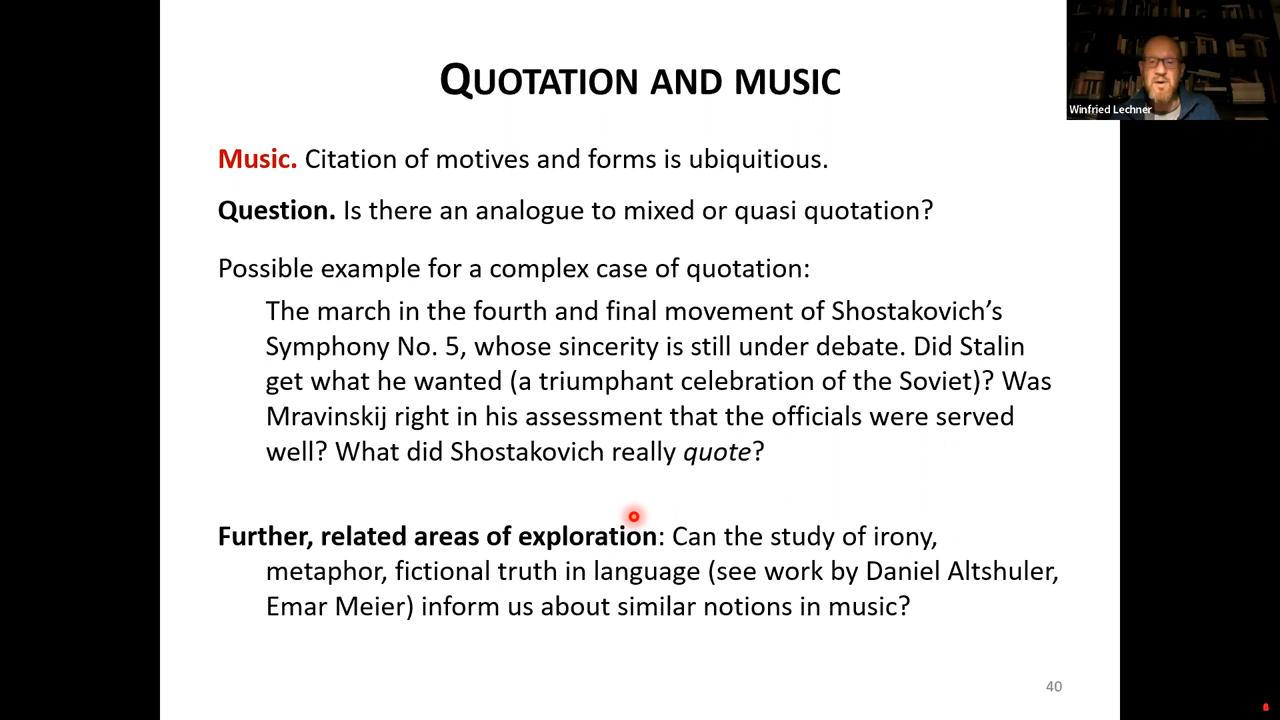 QUOTATION AND MUSIC
Winfried Lechner
Music. Citation of motives and forms is ubiquitious.
Question. Is there an analogue to mixed or quasi quotation?
Possible example for a complex case of quotation:
The march in the fourth and final movement of Shostakovich’s
Symphony No. 5, whose sincerity is still under debate. Did Stalin
get what he wanted (a triumphant celebration of the Soviet)? Was
Mravinskij right in his assessment that the officials were served
well? What did Shostakovich really quote?
Further, related areas of exploration: Can the study of irony,
metaphor, fictional truth in language (see work by Daniel Altshuler,
Emar Meier) inform us about similar notions in music?
40